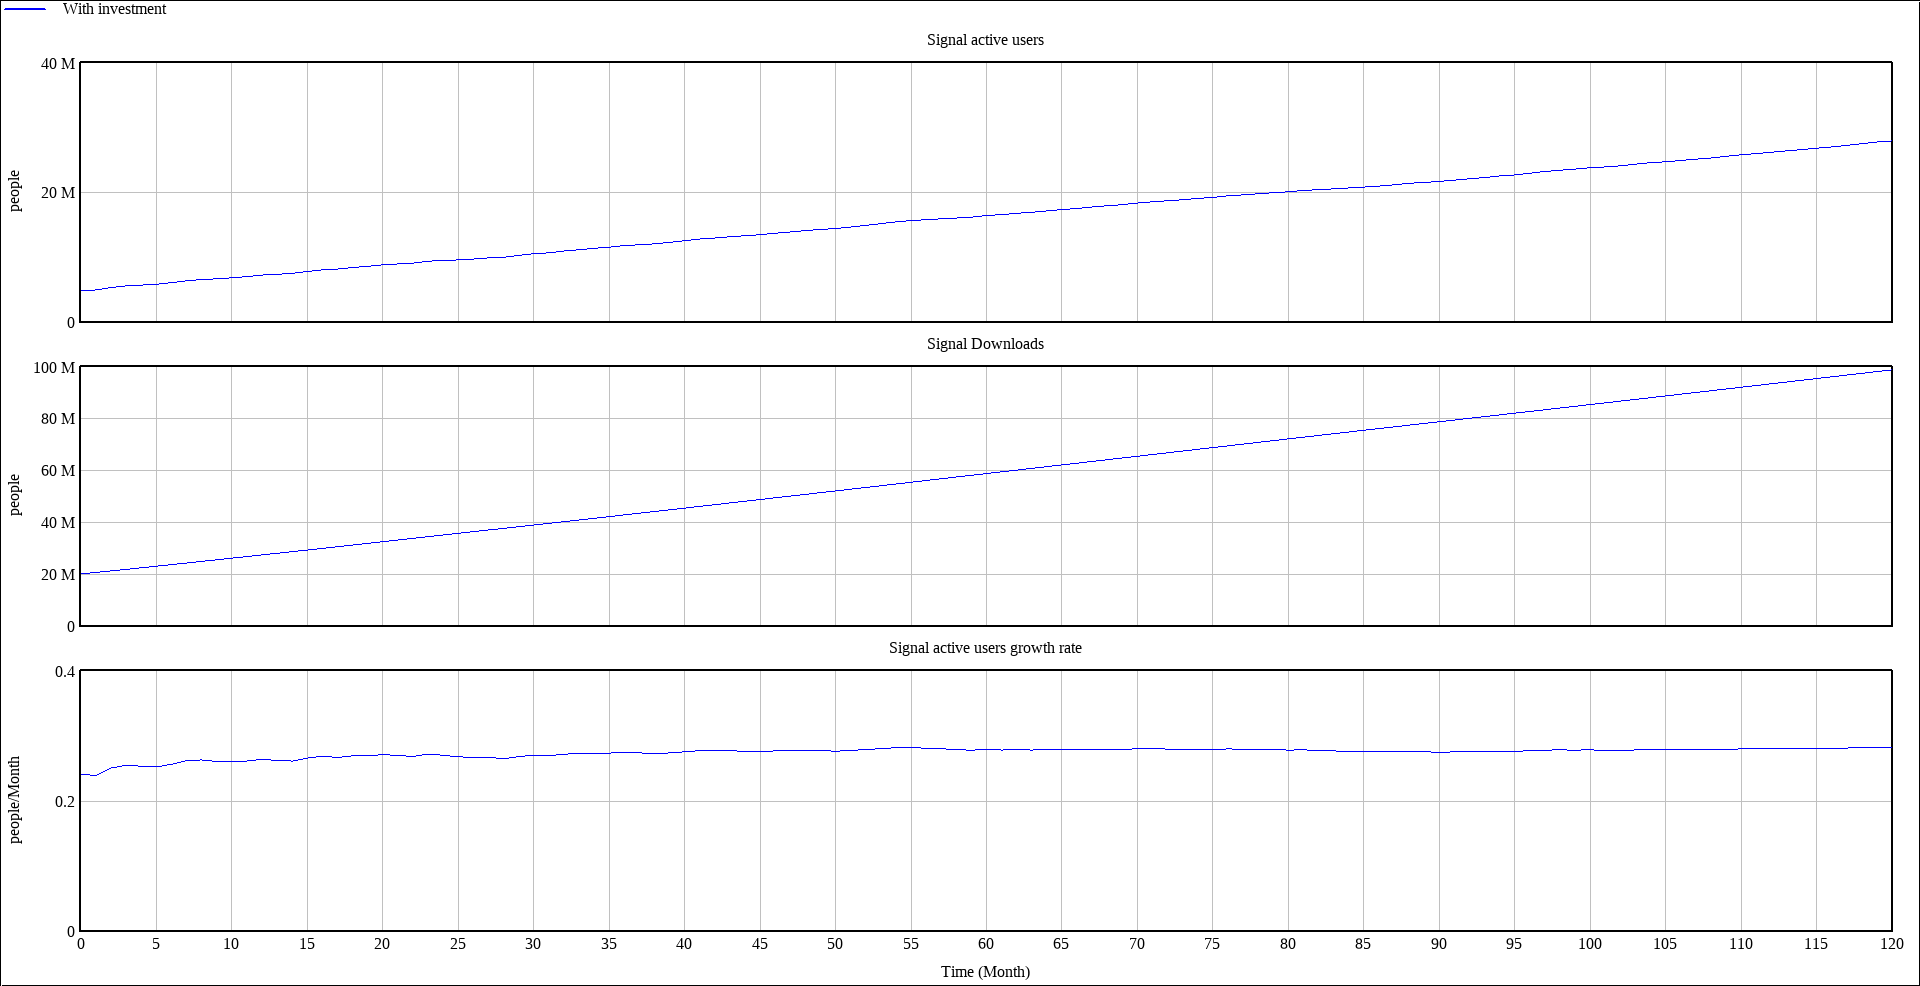 With investment
Signal active users
40 M
20 M
0
people
Signal Downloads
100 M
80 M
60 M
40 M
20 M
0
people
Signal active users growth rate
0.4
0.2
0
people/Month
0 5 10 15 20 25 30 35 40 45 50 55 60 65 70 75 80 85 90 95 100 105 110 115 120
Time (Month)